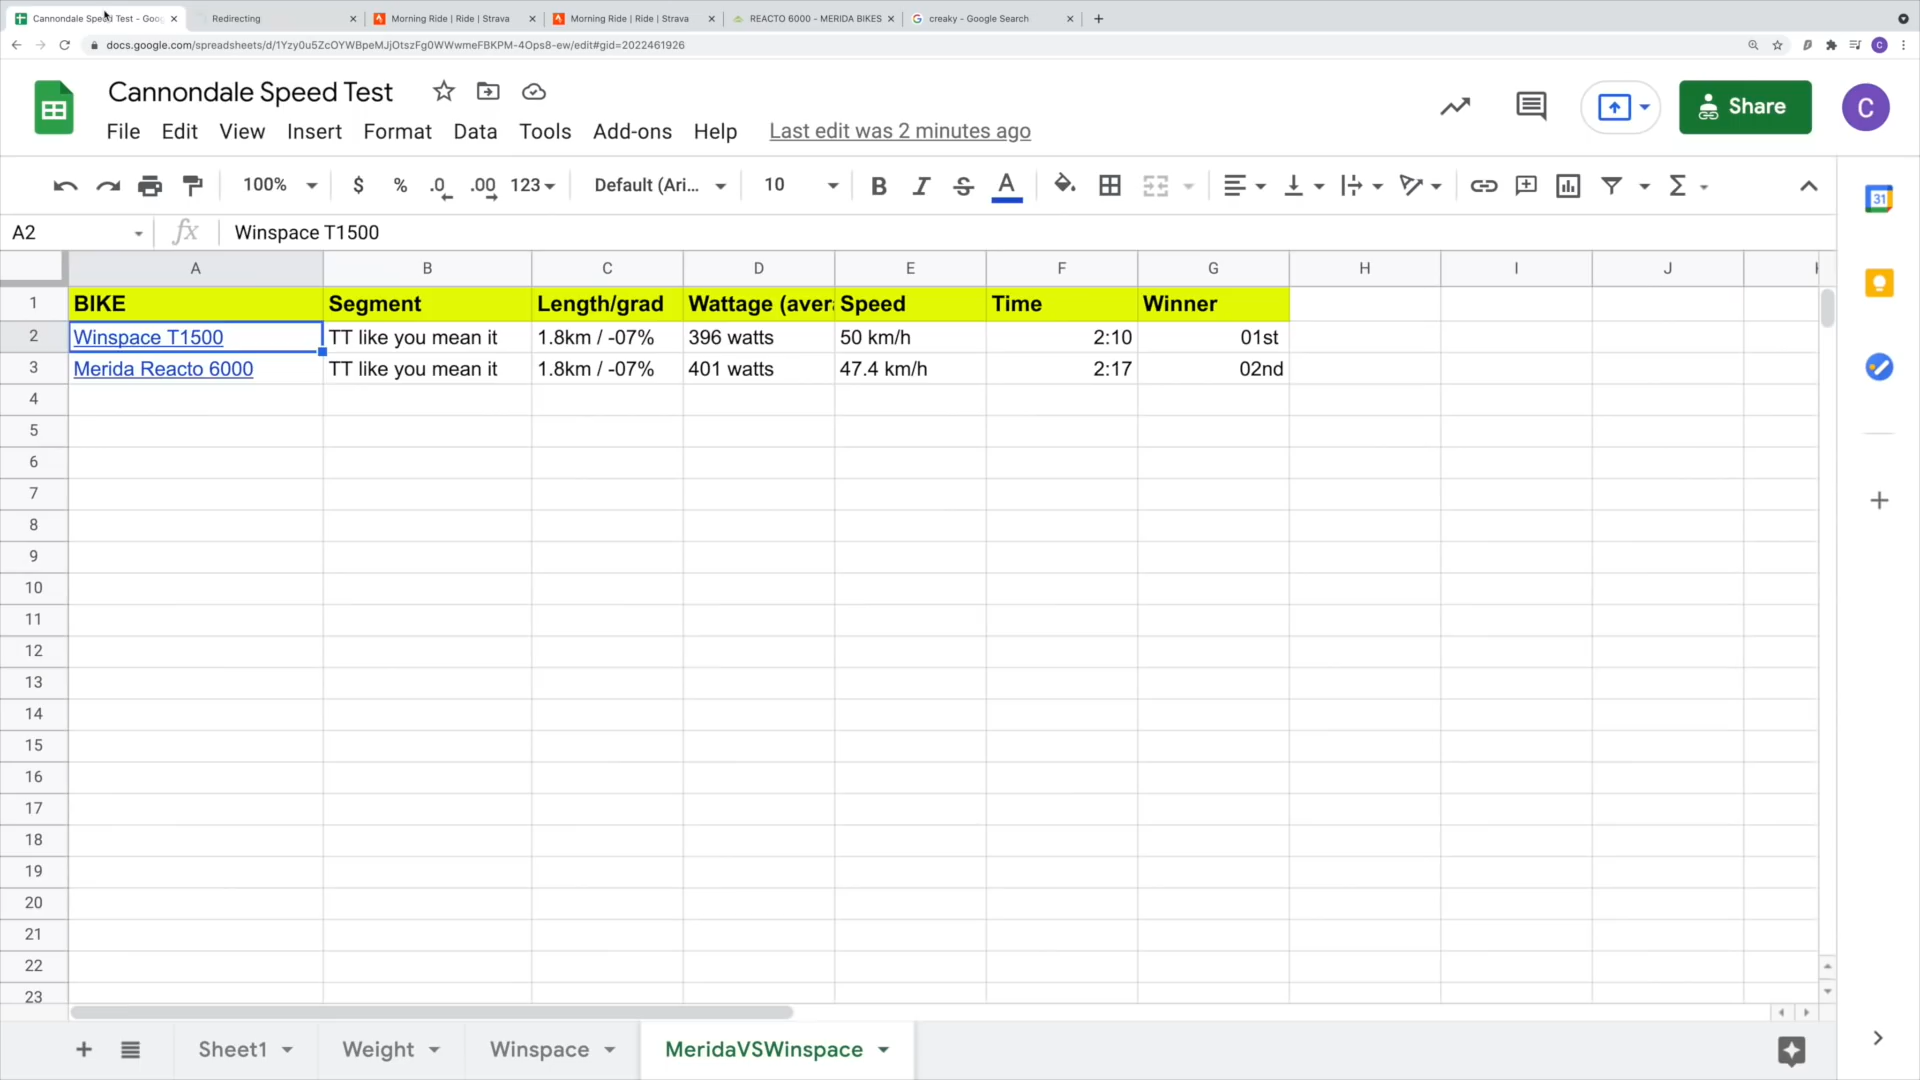 Cannondale Speed Test - Goo
Redirecting
Morning Ride | Ride | Strava
Morning Ride | Ride | Strava
REACTO 6000 - MERIDA BIKES
creaky - Google Search
docs.google.com/spreadsheets/d/1Yzy0u5ZcOYWBpeMJjOtszFg0WWwmeFBKPM-4Ops8-ew/edit#gid=2022461926
C
Cannondale Speed Test
Share
C
File Edit View Insert Format Data Tools Add-ons Help Last edit was 2 minutes ago
100% $ % .0 .00 123 Default (Ari... 10 B I S A
31
A2 fx Winspace T1500
A B C D E F G H I J
1 BIKE Segment Length/grad Wattage (aver Speed Time Winner
2 Winspace T1500 TT like you mean it 1.8km / -07% 396 watts 50 km/h 2:10 01st
3 Merida Reacto 6000 TT like you mean it 1.8km / -07% 401 watts 47.4 km/h 2:17 02nd
4
5
6
7
8
9
10
11
12
13
14
15
16
17
18
19
20
21
22
23
Sheet1 Weight Winspace MeridaVSWinspace